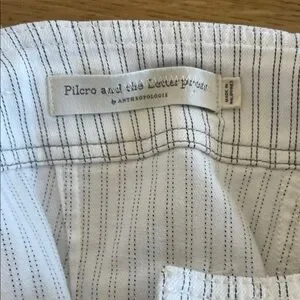 Pilcro and the Letterpress
by ANTHROPOLOGIE